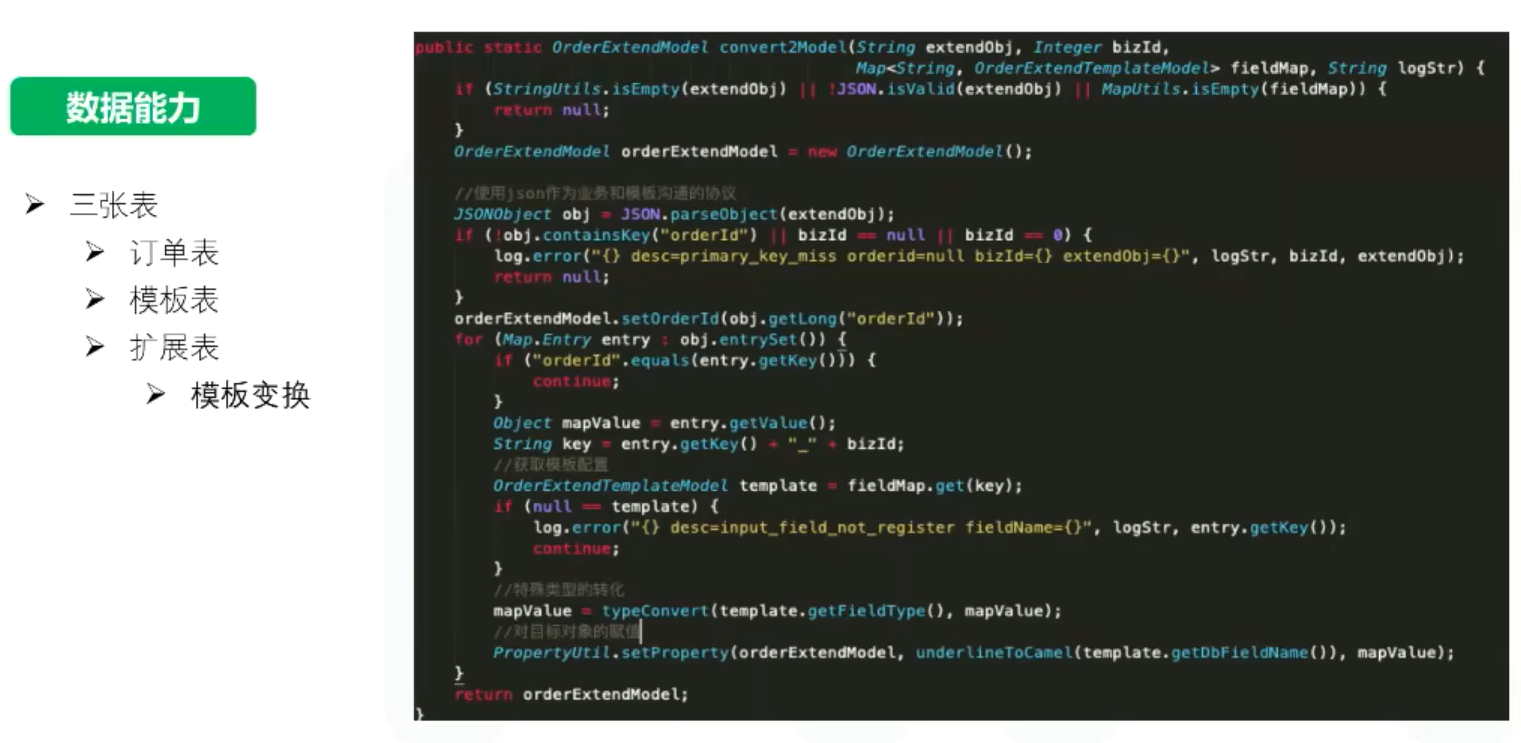 数据能力
三张表
订单表
模板表
扩展表
模板变换
public static OrderExtendModel convert2Model(String extendObj, Integer bizId,
Map<String, OrderExtendTemplateModel> fieldMap, String logStr) {
if (StringUtils.isEmpty(extendObj) || !JSON.isValid(extendObj) || MapUtils.isEmpty(fieldMap)) {
return null;
}
OrderExtendModel orderExtendModel = new OrderExtendModel();
//使用json作为业务和模板沟通的协议
JSONObject obj = JSON.parseObject(extendObj);
if (!obj.containsKey("orderId") || bizId == null || bizId == 0) {
log.error("{} desc=primary_key_miss orderid=null bizId={} extendObj={}", logStr, bizId, extendObj);
return null;
}
orderExtendModel.setOrderId(obj.getLong("orderId"));
for (Map.Entry entry : obj.entrySet()) {
if ("orderId".equals(entry.getKey())) {
continue;
}
Object mapValue = entry.getValue();
String key = entry.getKey() + "_" + bizId;
//获取模板配置
OrderExtendTemplateModel template = fieldMap.get(key);
if (null == template) {
log.error("{} desc=input_field_not_register fieldName={}", logStr, entry.getKey());
continue;
}
//特殊类型的转化
mapValue = typeConvert(template.getFieldType(), mapValue);
//对目标对象的赋值
PropertyUtil.setProperty(orderExtendModel, underlineToCamel(template.getDbFieldName()), mapValue);
}
return orderExtendModel;
}